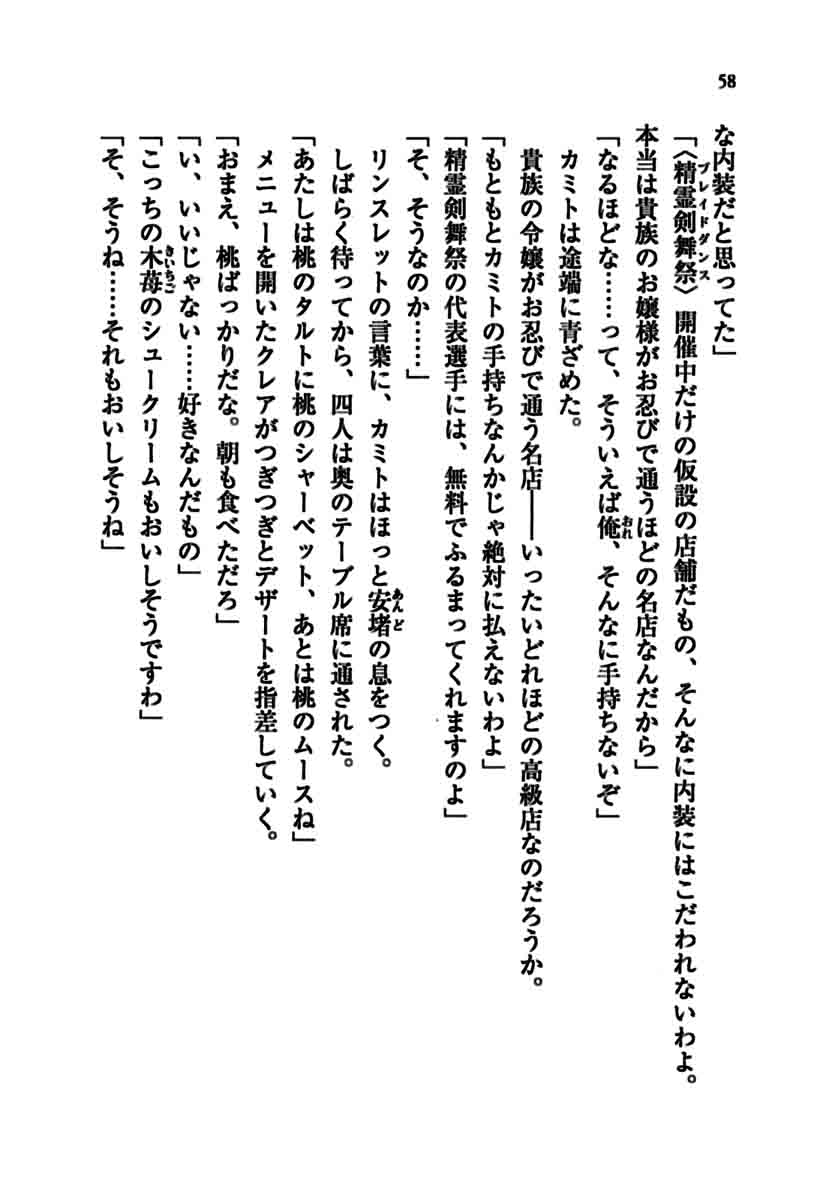 58
な内装だと思ってた」
「〈精霊剣舞祭〉開催中だけの仮設の店舗だもの、そんなに内装にはこだわれないわよ。
ブレイドダンス
本当は貴族のお嬢様がお忍びで通うほどの名店なんだから」
「なるほどな……って、そういえば俺、そんなに手持ちないぞ」
おれ
カミトは途端に青ざめた。
貴族の令嬢がお忍びで通う名店──いったいどれほどの高級店なのだろうか。
「もともとカミトの手持ちなんかじゃ絶対に払えないわよ」
「精霊剣舞祭の代表選手には、無料でふるまってくれますのよ」
「そ、そうなのか……」
リンスレットの言葉に、カミトはほっと安堵の息をつく。
あんど
しばらく待ってから、四人は奥のテーブル席に通された。
「あたしは桃のタルトに桃のシャーベット、あとは桃のムースね」
メニューを開いたクレアがつぎつぎとデザートを指差していく。
「おまえ、桃ばっかりだな。朝も食べただろ」
「い、いいじゃない……好きなんだもの」
「こっちの木苺のシュークリームもおいしそうですわ」
きいちご
「そ、そうね……それもおいしそうね」